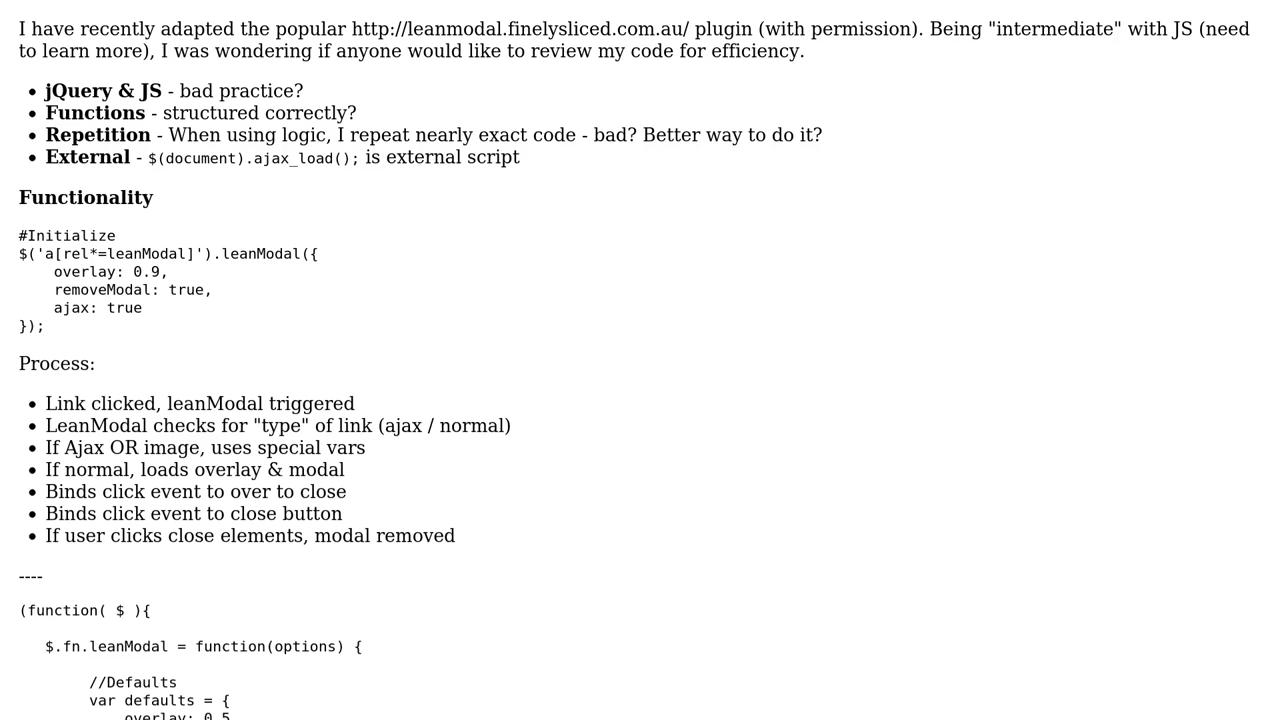 I have recently adapted the popular http://leanmodal.finelysliced.com.au/ plugin (with permission). Being "intermediate" with JS (need
to learn more), I was wondering if anyone would like to review my code for efficiency.
• jQuery & JS - bad practice?
• Functions - structured correctly?
• Repetition - When using logic, I repeat nearly exact code - bad? Better way to do it?
• External - $(document).ajax_load(); is external script
Functionality
#Initialize
$('a[rel*=leanModal]').leanModal({
    overlay: 0.9,
    removeModal: true,
    ajax: true
});
Process:
• Link clicked, leanModal triggered
• LeanModal checks for "type" of link (ajax / normal)
• If Ajax OR image, uses special vars
• If normal, loads overlay & modal
• Binds click event to over to close
• Binds click event to close button
• If user clicks close elements, modal removed
----
(function( $ ){
   $.fn.leanModal = function(options) {
        //Defaults
        var defaults = {
            overlay: 0.5